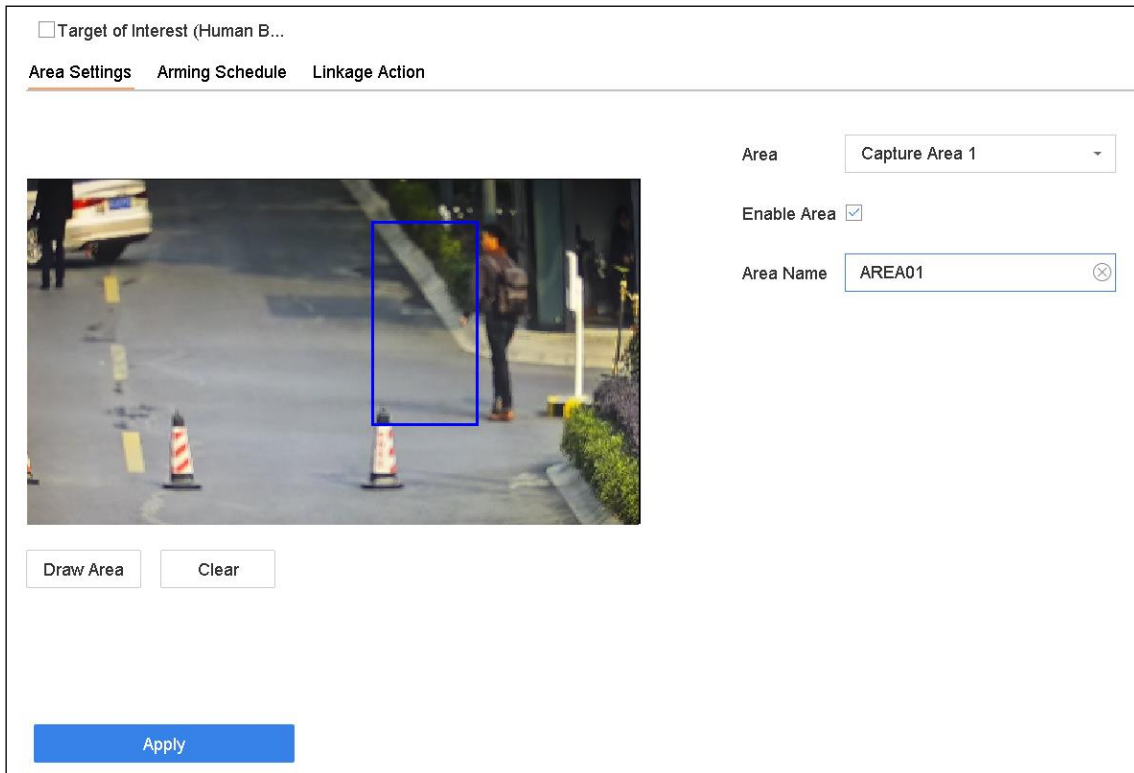 Target of Interest (Human B...
Area Settings Arming Schedule Linkage Action
Area Capture Area 1
Enable Area
Area Name AREA01
Draw Area Clear
Apply